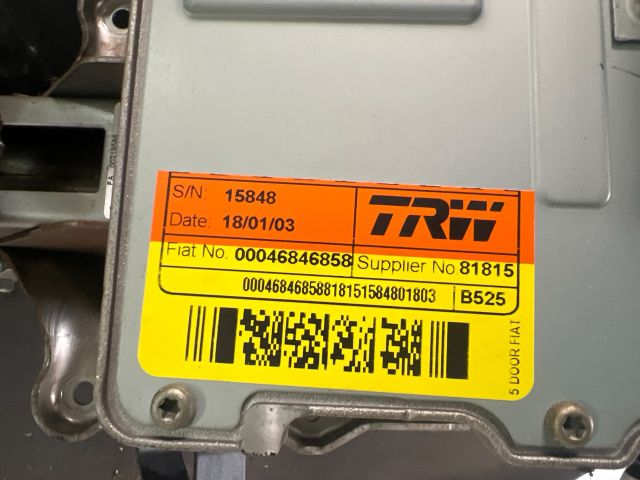 S/N: 15848
TRW
Date: 18/01/03
Fiat No. 00046846858 Supplier No 81815
00046846858818151584801803 B525
5 DOOR FIAT